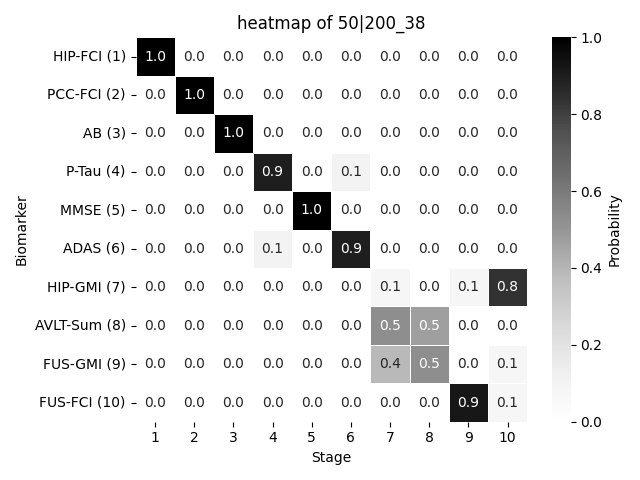 heatmap of 50|200_38
HIP-FCI (1) 1.0 0.0 0.0 0.0 0.0 0.0 0.0 0.0 0.0 0.0
PCC-FCI (2) 0.0 1.0 0.0 0.0 0.0 0.0 0.0 0.0 0.0 0.0
AB (3) 0.0 0.0 1.0 0.0 0.0 0.0 0.0 0.0 0.0 0.0
P-Tau (4) 0.0 0.0 0.0 0.9 0.0 0.1 0.0 0.0 0.0 0.0
MMSE (5) 0.0 0.0 0.0 0.0 1.0 0.0 0.0 0.0 0.0 0.0
ADAS (6) 0.0 0.0 0.0 0.1 0.0 0.9 0.0 0.0 0.0 0.0
HIP-GMI (7) 0.0 0.0 0.0 0.0 0.0 0.0 0.1 0.0 0.1 0.8
AVLT-Sum (8) 0.0 0.0 0.0 0.0 0.0 0.0 0.5 0.5 0.0 0.0
FUS-GMI (9) 0.0 0.0 0.0 0.0 0.0 0.0 0.4 0.5 0.0 0.1
FUS-FCI (10) 0.0 0.0 0.0 0.0 0.0 0.0 0.0 0.0 0.9 0.1
1 2 3 4 5 6 7 8 9 10
Stage
Biomarker
1.0
0.8
0.6
0.4
0.2
0.0
Probability